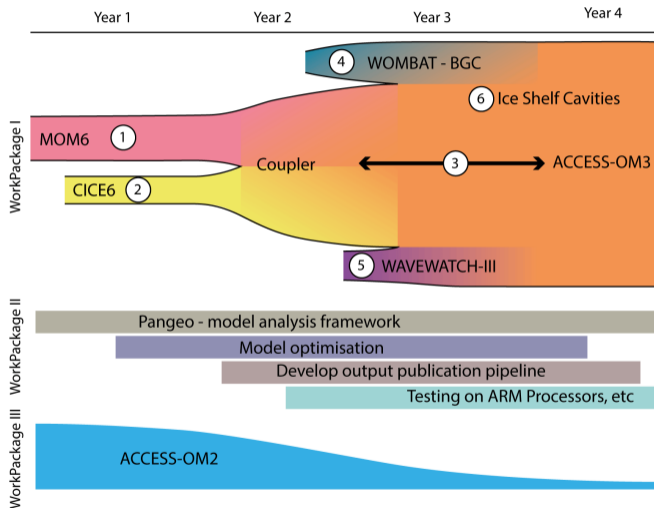 Year 1
Year 2
Year 3
Year 4
WorkPackage I
4 WOMBAT - BGC
6 Ice Shelf Cavities
MOM6 1
Coupler
3
ACCESS-OM3
CICE6 2
5 WAVEWATCH-III
WorkPackage II
Pangeo - model analysis framework
Model optimisation
Develop output publication pipeline
Testing on ARM Processors, etc
WorkPackage III
ACCESS-OM2